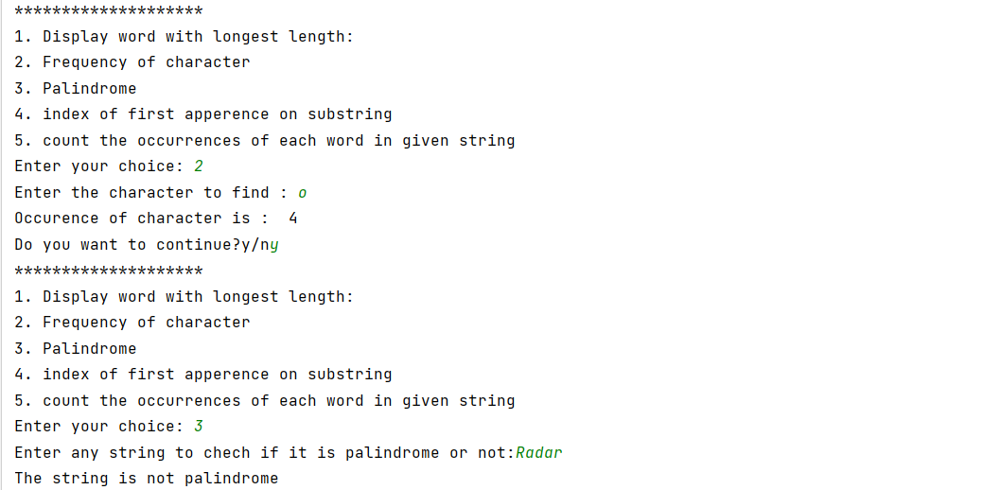 ********************
1. Display word with longest length:
2. Frequency of character
3. Palindrome
4. index of first apperence on substring
5. count the occurrences of each word in given string
Enter your choice: 2
Enter the character to find : o
Occurence of character is :  4
Do you want to continue?y/ny
********************
1. Display word with longest length:
2. Frequency of character
3. Palindrome
4. index of first apperence on substring
5. count the occurrences of each word in given string
Enter your choice: 3
Enter any string to chech if it is palindrome or not:Radar
The string is not palindrome